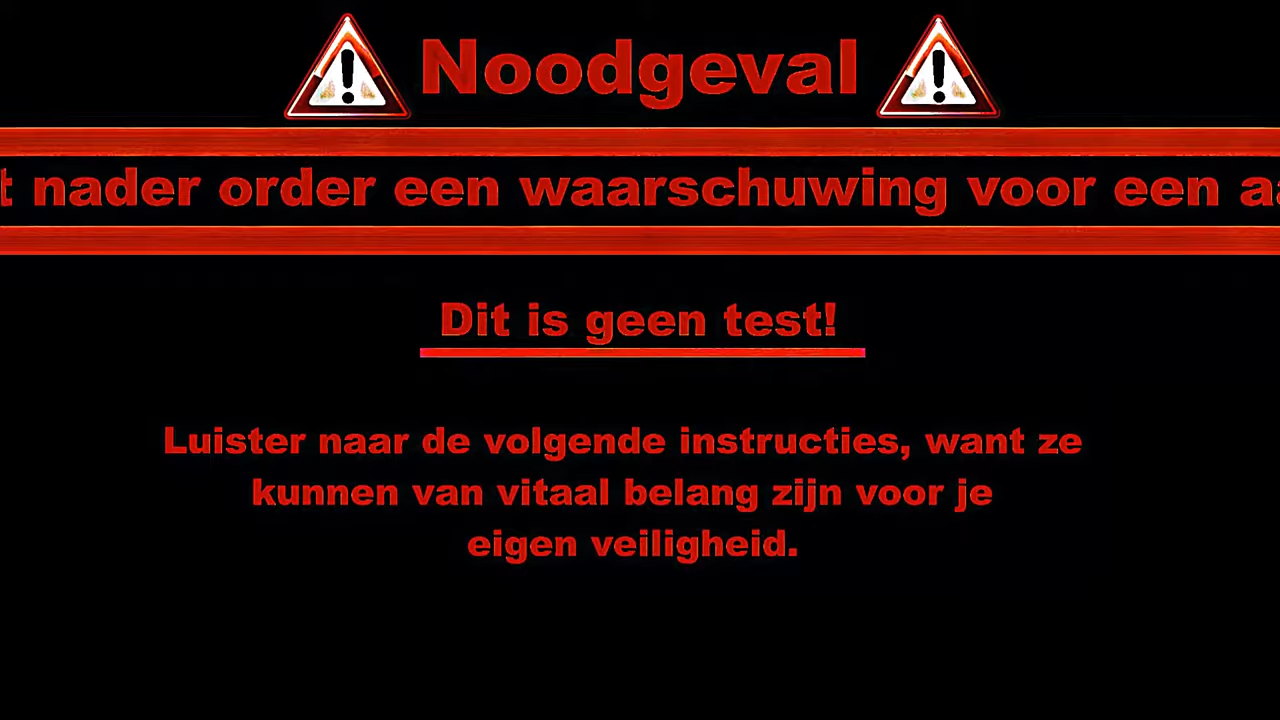 Noodgeval
nader order een waarschuwing voor een
Dit is geen test!
Luister naar de volgende instructies, want ze
kunnen van vitaal belang zijn voor je
eigen veiligheid.